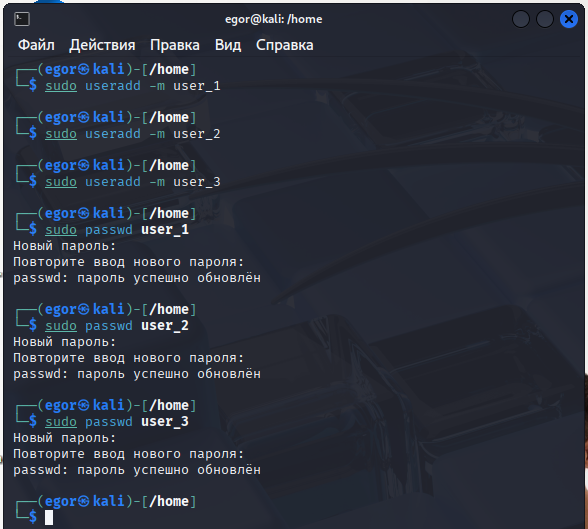 egor@kali: /home
Файл Действия Правка Вид Справка
┌──(egor㉿kali)-[/home]
└─$ sudo useradd -m user_1
┌──(egor㉿kali)-[/home]
└─$ sudo useradd -m user_2
┌──(egor㉿kali)-[/home]
└─$ sudo useradd -m user_3
┌──(egor㉿kali)-[/home]
└─$ sudo passwd user_1
Новый пароль:
Повторите ввод нового пароля:
passwd: пароль успешно обновлён
┌──(egor㉿kali)-[/home]
└─$ sudo passwd user_2
Новый пароль:
Повторите ввод нового пароля:
passwd: пароль успешно обновлён
┌──(egor㉿kali)-[/home]
└─$ sudo passwd user_3
Новый пароль:
Повторите ввод нового пароля:
passwd: пароль успешно обновлён
┌──(egor㉿kali)-[/home]
└─$